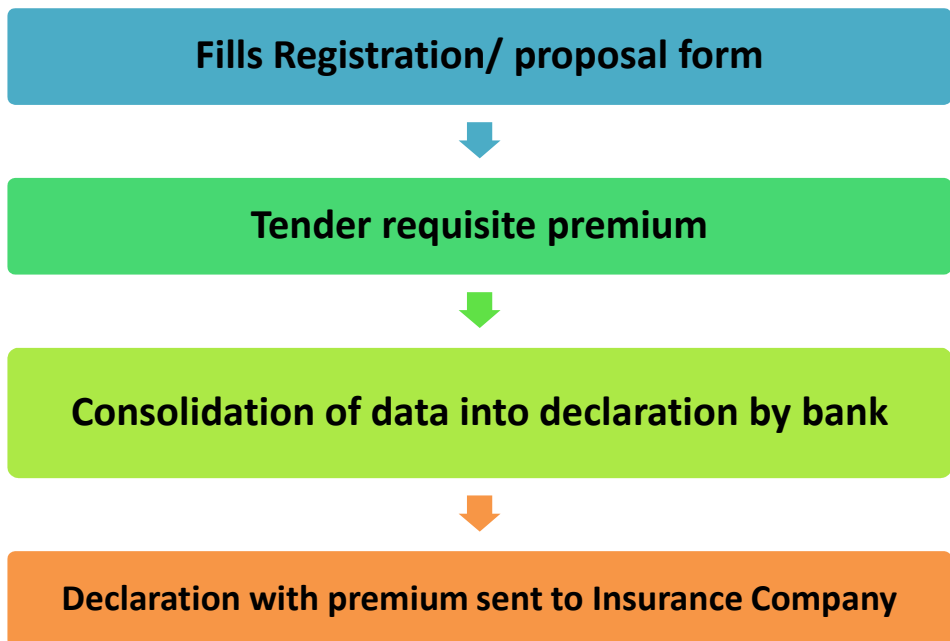 Fills Registration/ proposal form
Tender requisite premium
Consolidation of data into declaration by bank
Declaration with premium sent to Insurance Company